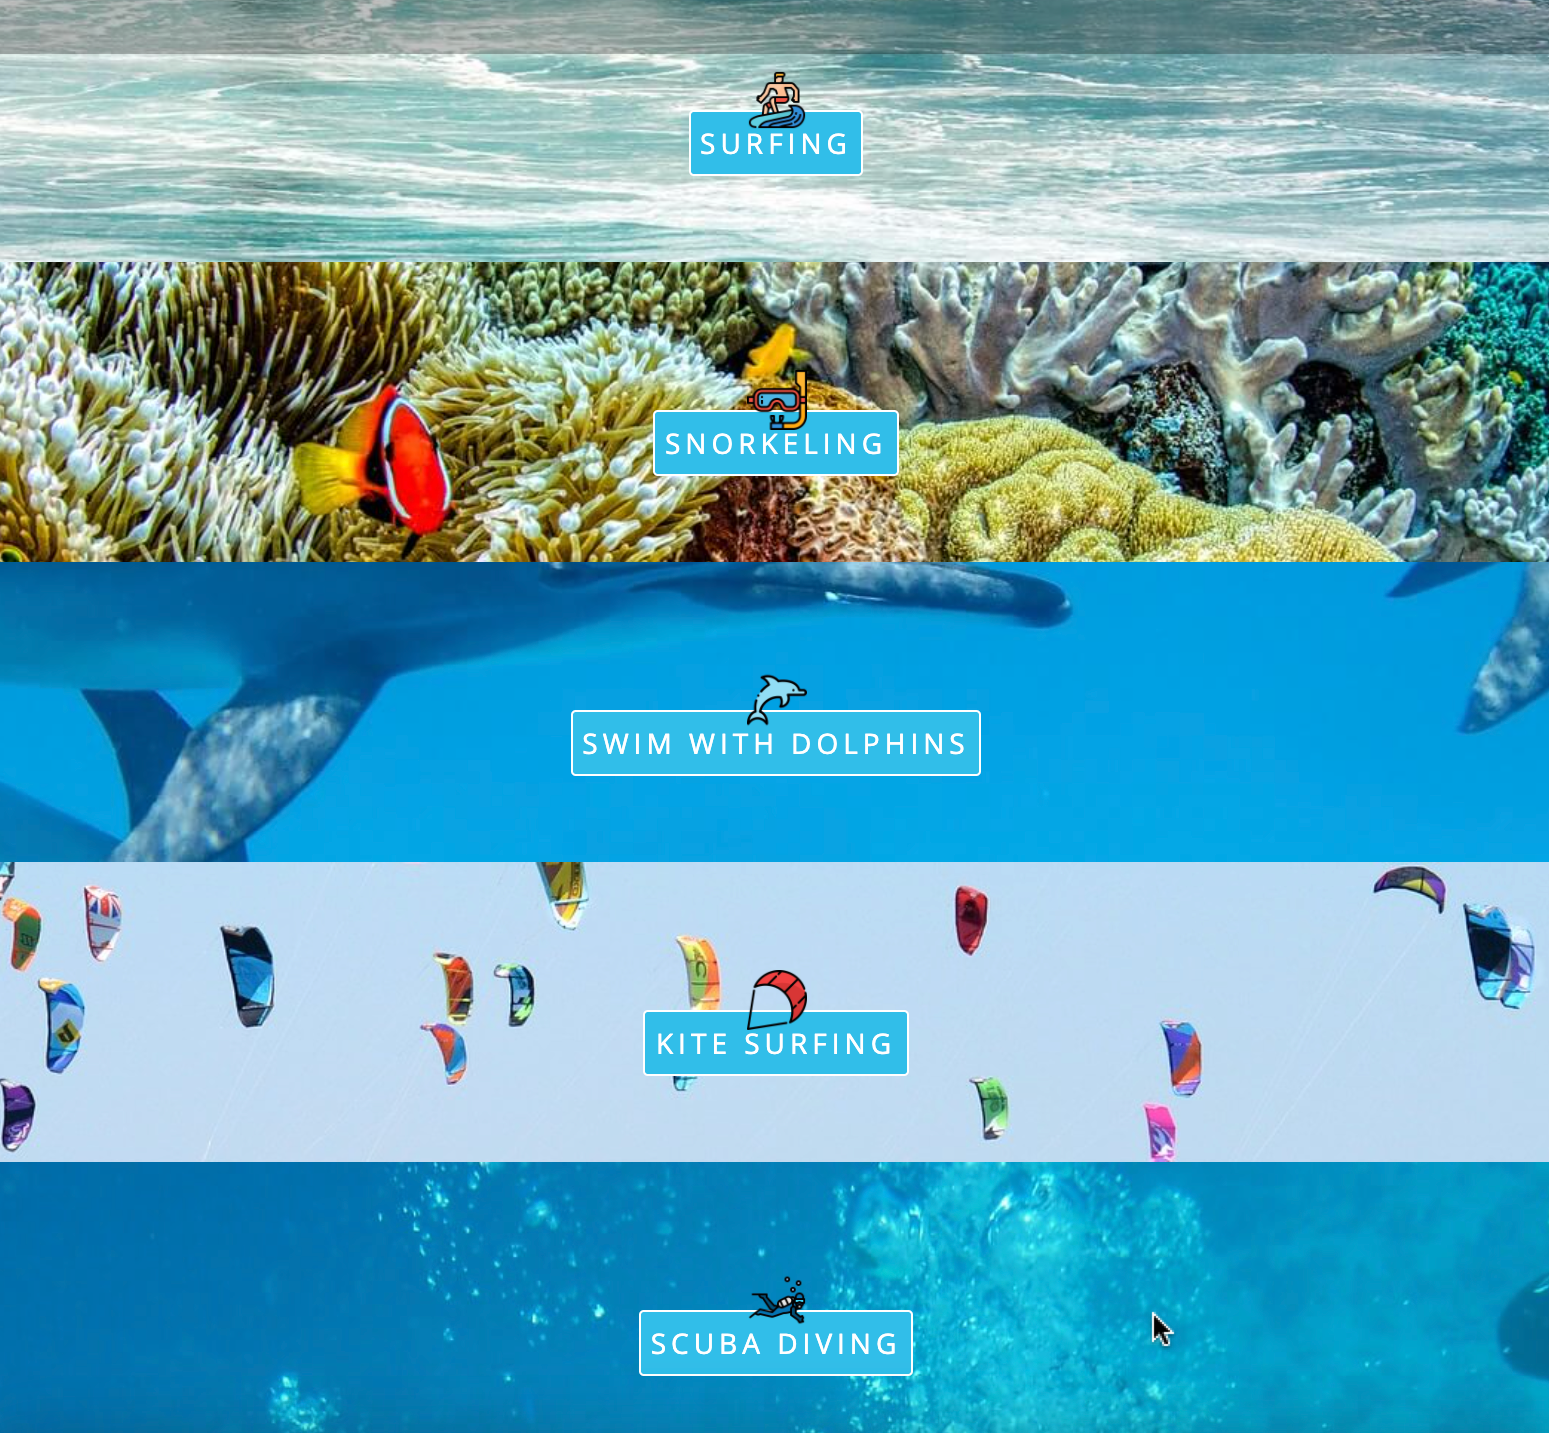 SURFING
SNORKELING
SWIM WITH DOLPHINS
KITE SURFING
SCUBA DIVING